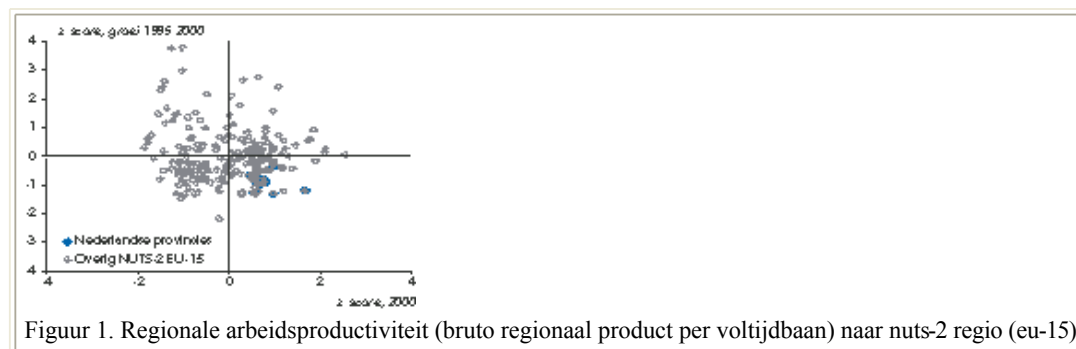 z score, groei 1995 2000
4
3
2
1
0
-1
-2
3
4
Nederlandse provincies
Overig NUTS-2 EU-15
4 -2 0 2 4
z score, 2000
Figuur 1. Regionale arbeidsproductiviteit (bruto regionaal product per voltijdbaan) naar nuts-2 regio (eu-15)